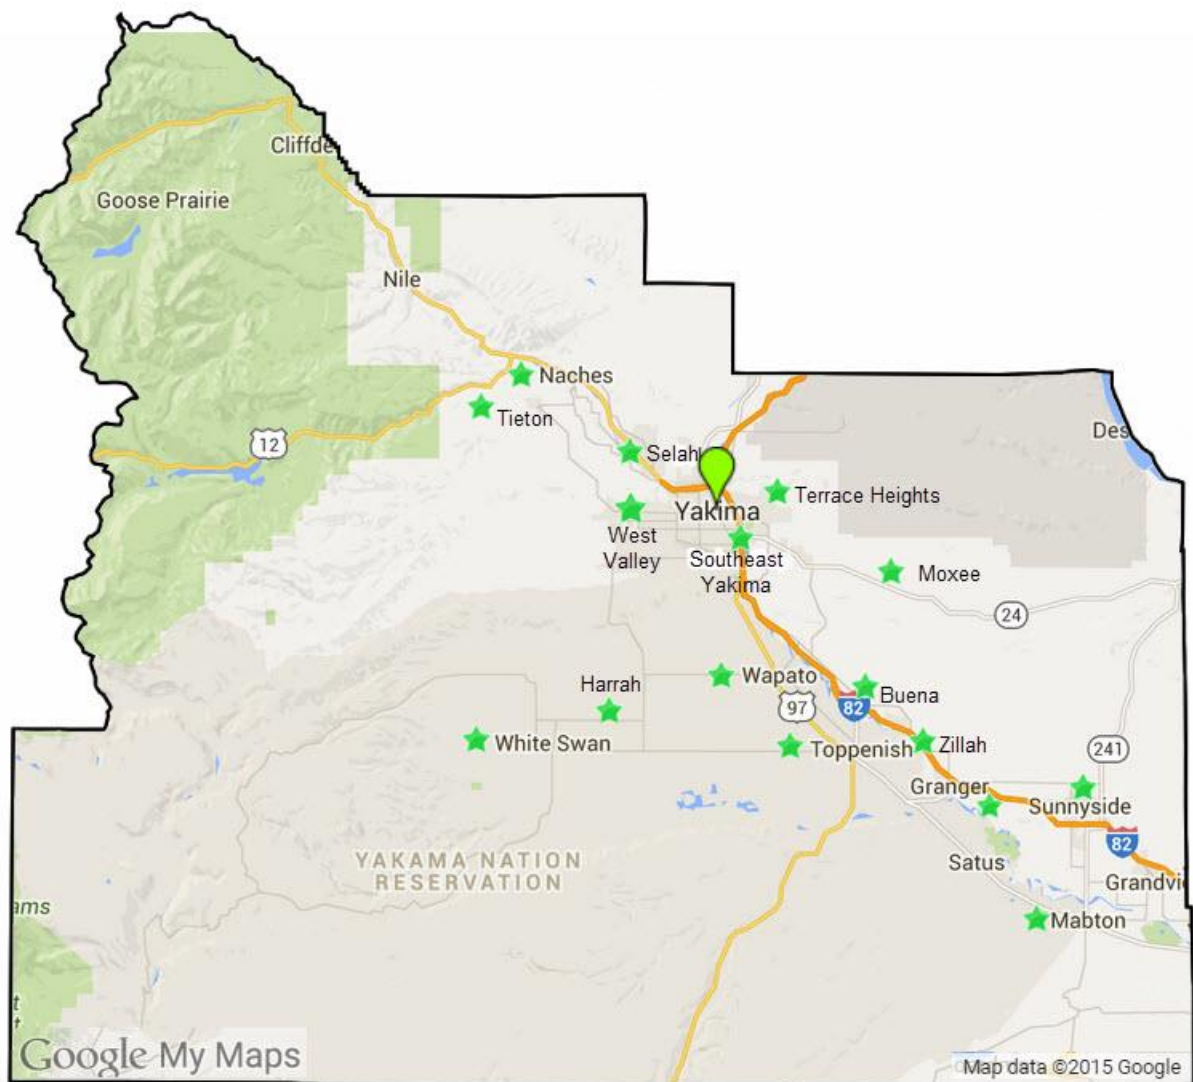 Cliffde
Goose Prairie
Nile
Naches
Tieton
12
Selah
Des
Terrace Heights
Yakima
West
Valley
Southeast
Yakima
Moxee
24
Wapato
Harrah
Buena
97
82
White Swan
Toppenish
Zillah
241
Granger
Sunnyside
82
YAKAMA NATION
RESERVATION
Satus
Grandvi
ams
Mabton
t
t
Google My Maps
Map data ©2015 Google